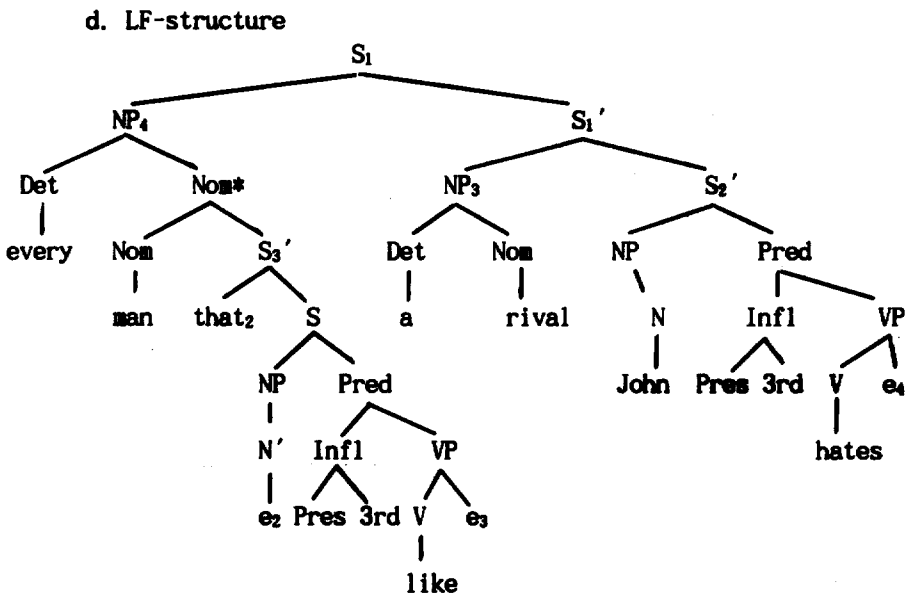 d. LF-structure
S₁
NP₄ S₁′
Det Nom* NP₃ S₂′
every Nom S₃′ Det Nom NP Pred
man that₂ S a rival N Infl VP
NP Pred John Pres 3rd V e₄
N′ Infl VP hates
e₂ Pres 3rd V e₃
like